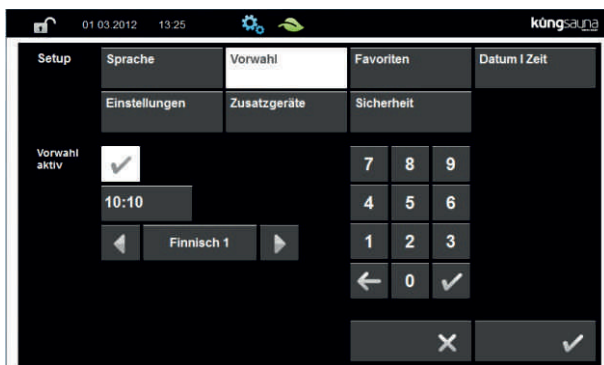 01 03.2012 13:25 küngsauna
Setup Sprache Vorwahl Favoriten Datum I Zeit
Einstellungen Zusatzgeräte Sicherheit
Vorwahl
aktiv
7 8 9
10:10 4 5 6
Finnisch 1 1 2 3
0